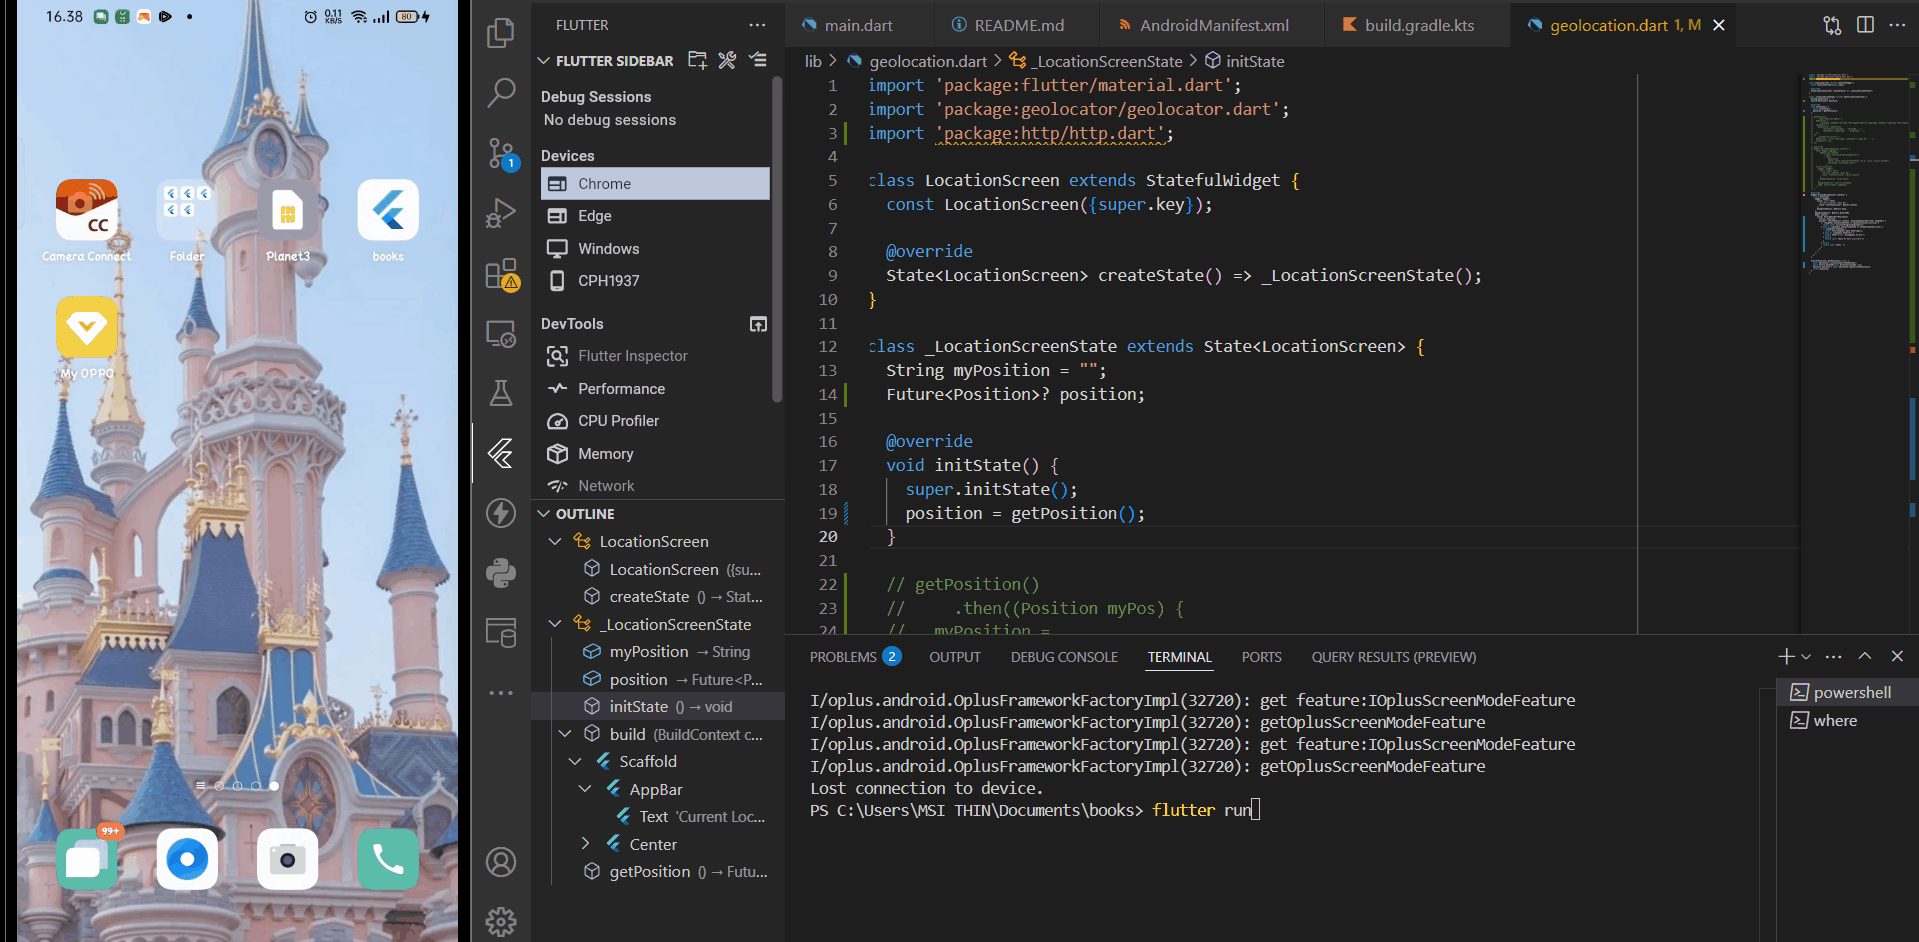 16.38
0.11
KB/S
80
CC
Camera Connect
Folder
Planet3
books
My OPPO
99+
1
FLUTTER
FLUTTER SIDEBAR
Debug Sessions
No debug sessions
Devices
Chrome
Edge
Windows
CPH1937
DevTools
Flutter Inspector
Performance
CPU Profiler
Memory
Network
OUTLINE
LocationScreen
LocationScreen ({su...
createState () → Stat...
_LocationScreenState
myPosition → String
position → Future<P...
initState () → void
build (BuildContext c...
Scaffold
AppBar
Text 'Current Loc...
Center
getPosition () → Futu...
main.dart
README.md
AndroidManifest.xml
build.gradle.kts
geolocation.dart 1, M
lib > geolocation.dart > _LocationScreenState > initState
1 import 'package:flutter/material.dart';
2 import 'package:geolocator/geolocator.dart';
3 import 'package:http/http.dart';
4
5 class LocationScreen extends StatefulWidget {
6 const LocationScreen({super.key});
7
8 @override
9 State<LocationScreen> createState() => _LocationScreenState();
10 }
11
12 class _LocationScreenState extends State<LocationScreen> {
13 String myPosition = "";
14 Future<Position>? position;
15
16 @override
17 void initState() {
18 super.initState();
19 position = getPosition();
20 }
21
22 // getPosition()
23 // .then((Position myPos) {
24 // myPosition =
PROBLEMS 2
OUTPUT
DEBUG CONSOLE
TERMINAL
PORTS
QUERY RESULTS (PREVIEW)
I/oplus.android.OplusFrameworkFactoryImpl(32720): get feature:IOplusScreenModeFeature
I/oplus.android.OplusFrameworkFactoryImpl(32720): getOplusScreenModeFeature
I/oplus.android.OplusFrameworkFactoryImpl(32720): get feature:IOplusScreenModeFeature
I/oplus.android.OplusFrameworkFactoryImpl(32720): getOplusScreenModeFeature
Lost connection to device.
PS C:\Users\MSI THIN\Documents\books> flutter run
powershell
where